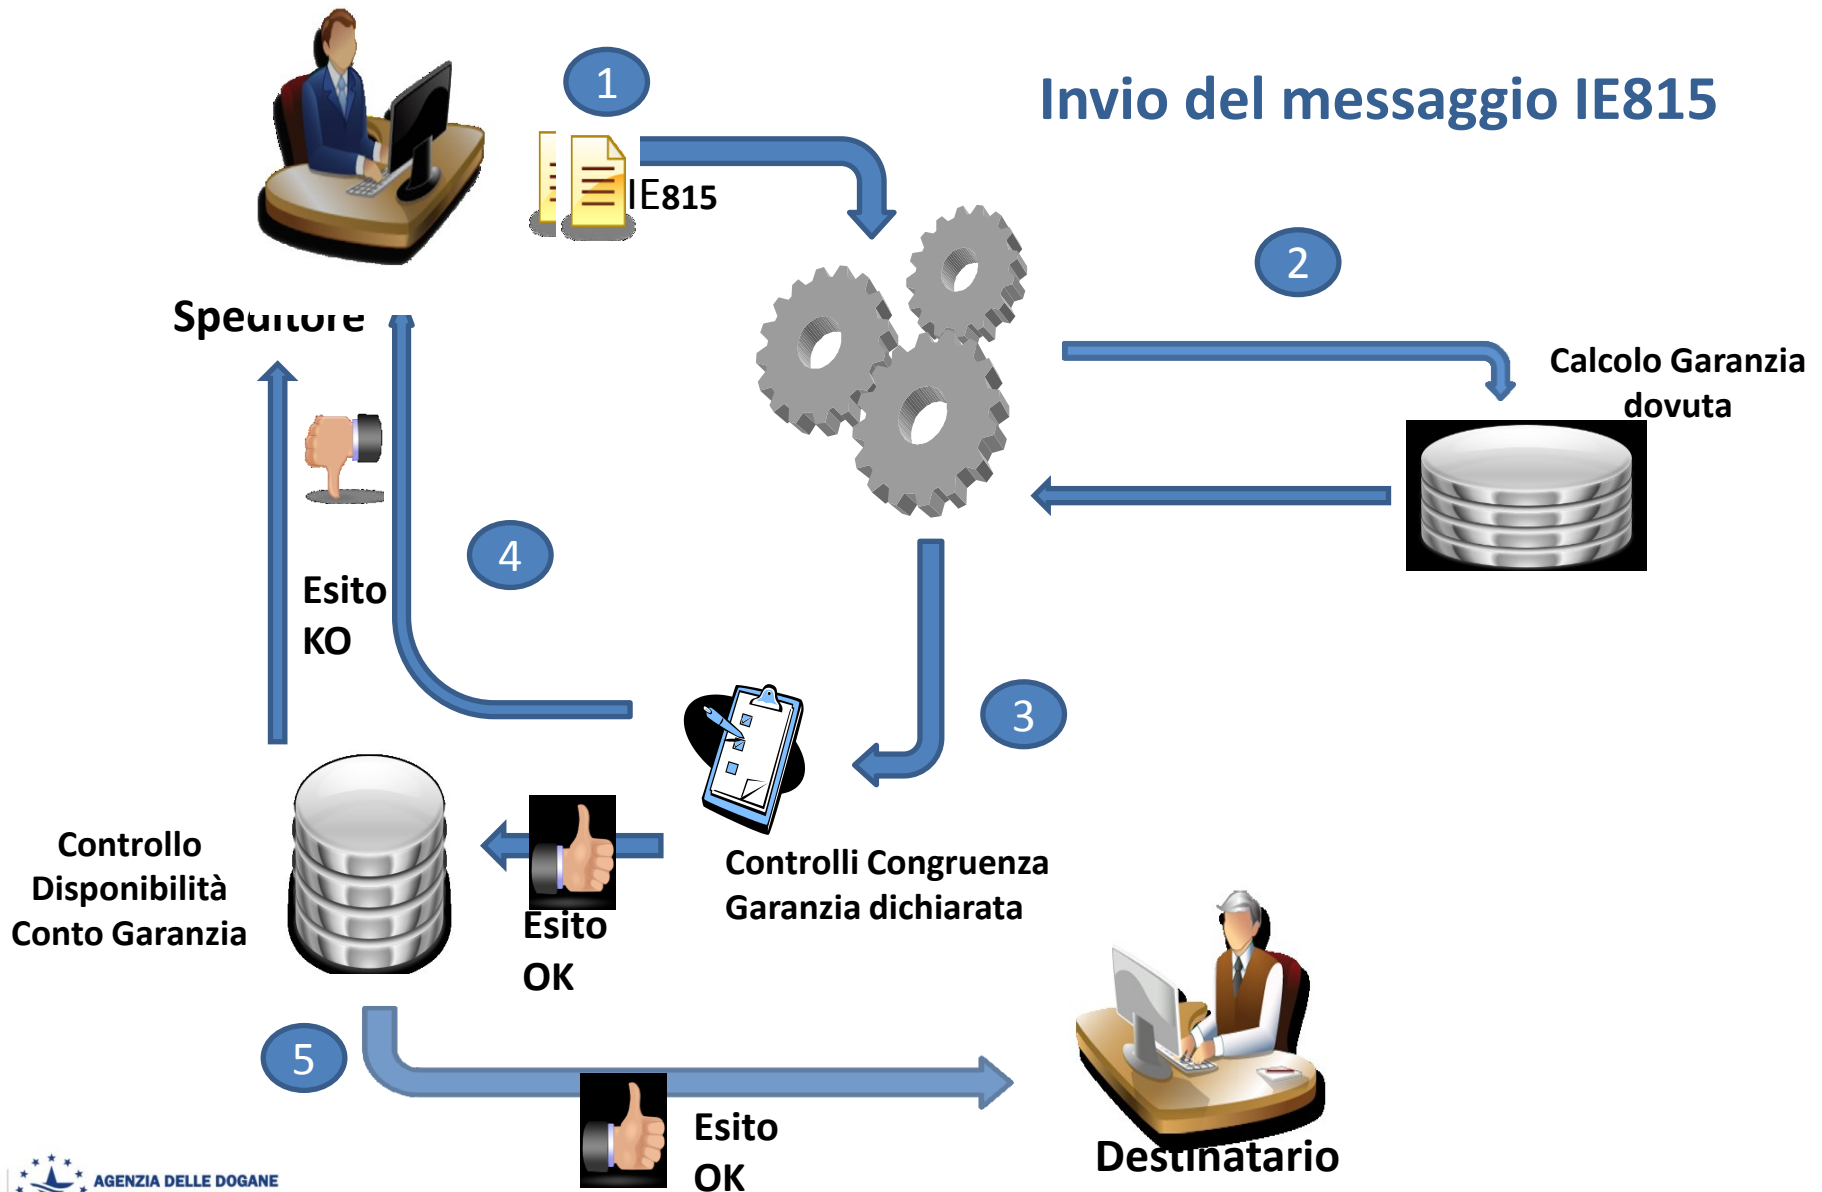 1
Invio del messaggio IE815
IE815
2
Speditore
Calcolo Garanzia
dovuta
4
Esito
KO
3
Controllo
Disponibilità
Conto Garanzia
Controlli Congruenza
Garanzia dichiarata
Esito
OK
5
Esito
OK
Destinatario
AGENZIA DELLE DOGANE